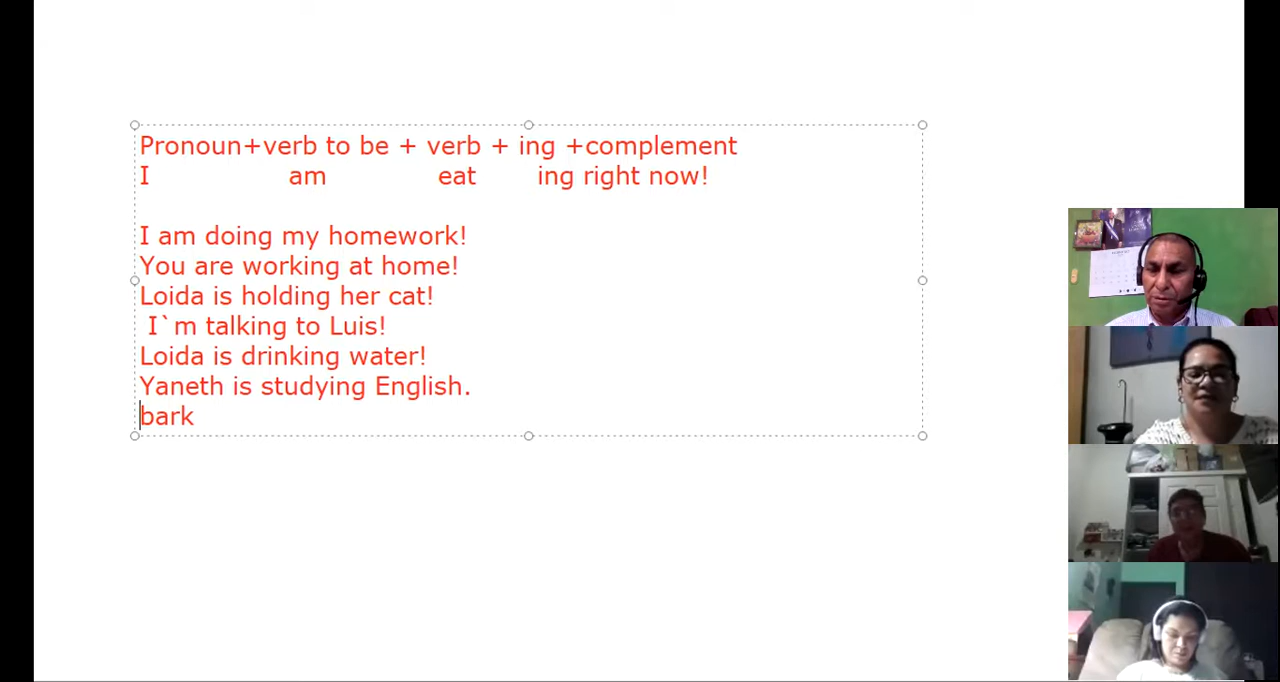 Pronoun+verb to be + verb + ing +complement
I am eat ing right now!
I am doing my homework!
You are working at home!
Loida is holding her cat!
I`m talking to Luis!
Loida is drinking water!
Yaneth is studying English.
bark